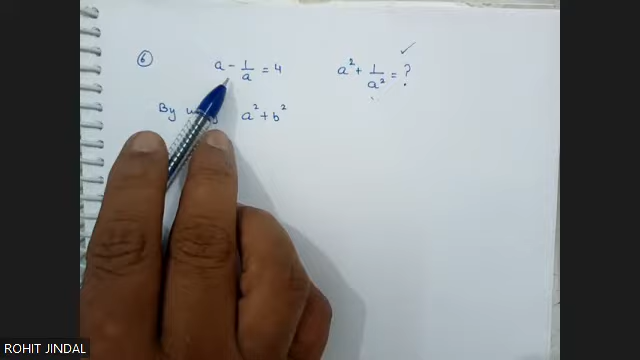 ⑥ a - 1/a = 4 a² + 1/a² = ?
By a² + b²
ROHIT JINDAL